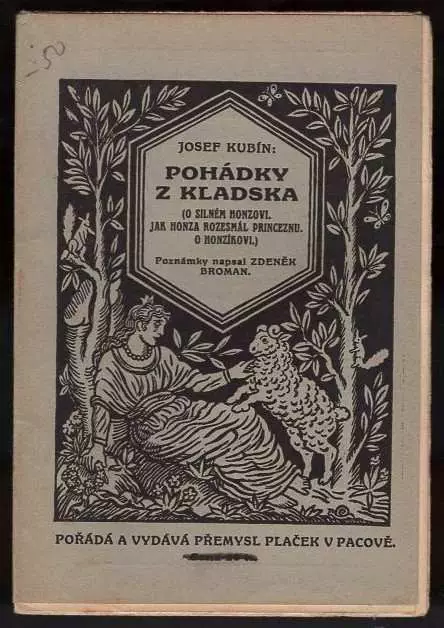 -50
JOSEF KUBÍN:
POHÁDKY
Z KLADSKA
(O SILNÉM HONZOVI.
JAK HONZA ROZESMÁL PRINCEZNU.
O HONZÍKOVI.)
Poznámky napsal ZDENĚK
BROMAN.
POŘÁDÁ A VYDÁVÁ PŘEMYSL PLAČEK V PACOVĚ.